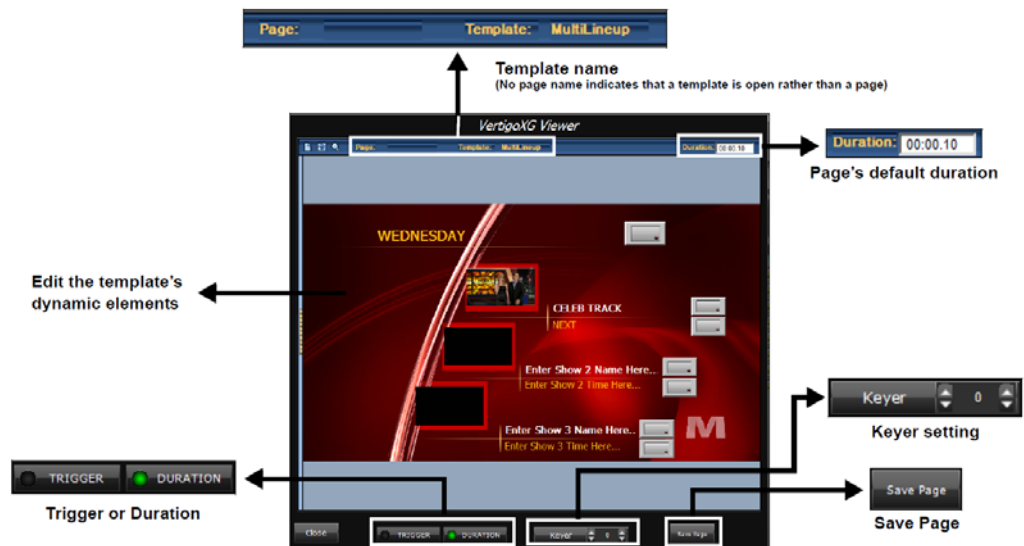 Page: Template: MultiLineup
Template name
(No page name indicates that a template is open rather than a page)
VertigoXG Viewer
Page: Template: MultiLineup Duration: 00:00.10
Duration: 00:00.10
Page's default duration
WEDNESDAY
Edit the template's
dynamic elements
CELEB TRACK
NEXT
Enter Show 2 Name Here...
Enter Show 2 Time Here...
Keyer 0
Keyer setting
Enter Show 3 Name Here..
Enter Show 3 Time Here...
M
TRIGGER DURATION
Trigger or Duration
Save Page
Save Page
Close TRIGGER DURATION Keyer 0 Save Page